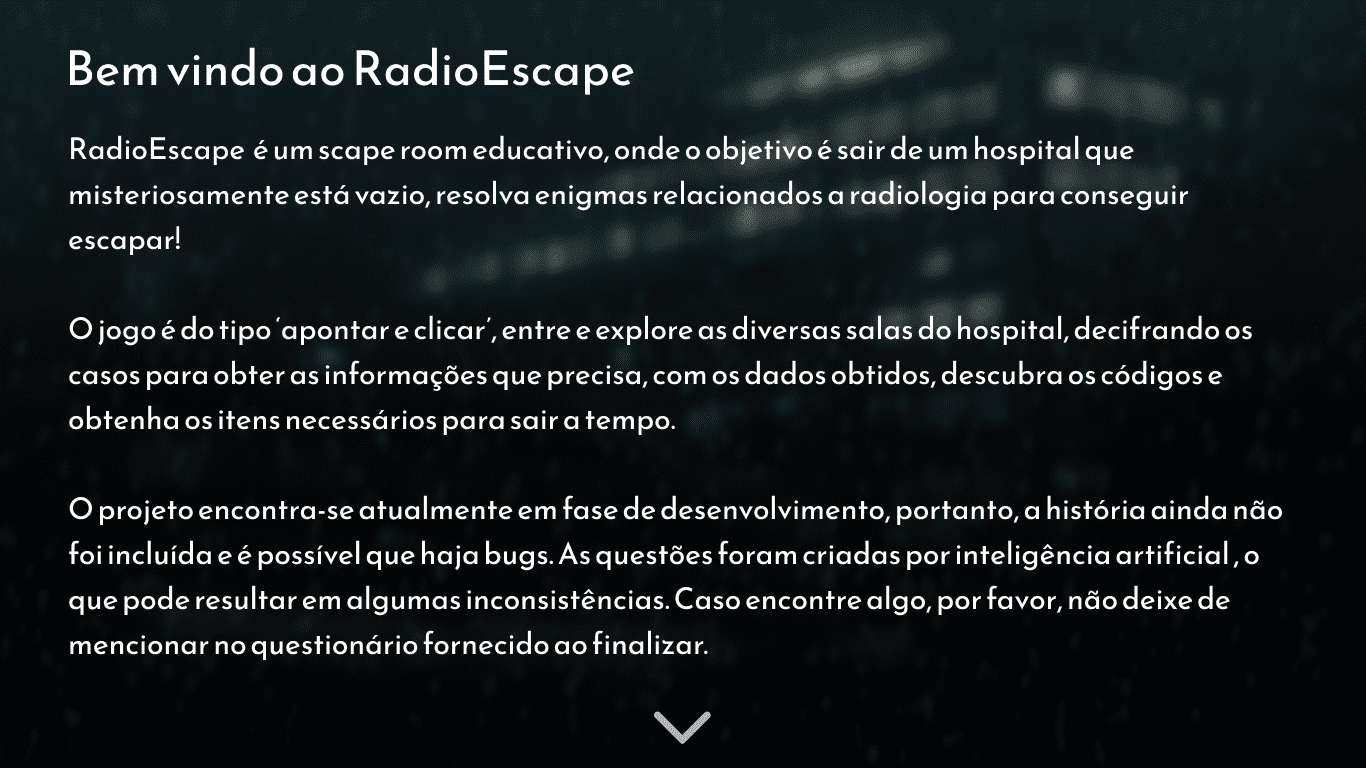 Bem vindo ao RadioEscape
RadioEscape é um scape room educativo, onde o objetivo é sair de um hospital que
misteriosamente está vazio, resolva enigmas relacionados a radiologia para conseguir
escapar!
O jogo é do tipo 'apontar e clicar', entre e explore as diversas salas do hospital, decifrando os
casos para obter as informações que precisa, com os dados obtidos, descubra os códigos e
obtenha os itens necessários para sair a tempo.
O projeto encontra-se atualmente em fase de desenvolvimento, portanto, a história ainda não
foi incluída e é possível que haja bugs. As questões foram criadas por inteligência artificial , o
que pode resultar em algumas inconsistências. Caso encontre algo, por favor, não deixe de
mencionar no questionário fornecido ao finalizar.